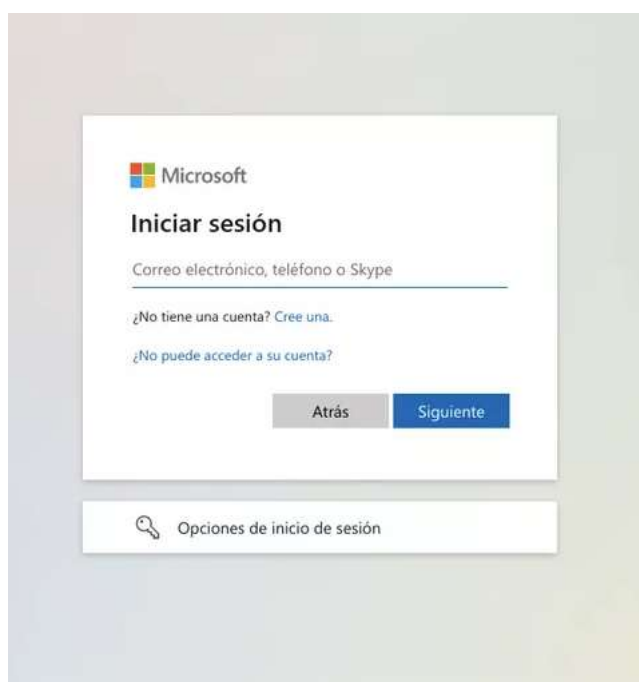 Microsoft
Iniciar sesión
Correo electrónico, teléfono o Skype
¿No tiene una cuenta? Cree una.
¿No puede acceder a su cuenta?
Atrás Siguiente
Opciones de inicio de sesión